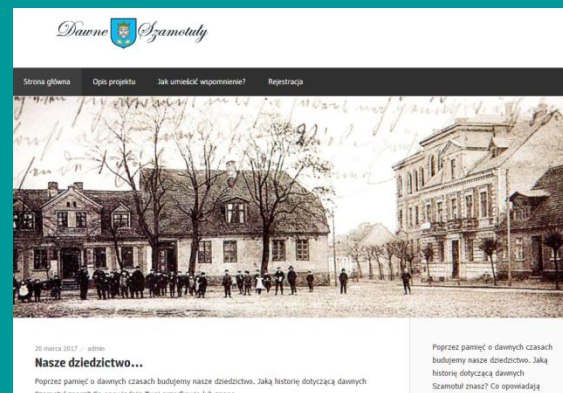 Dawne Szamotuły
Strona główna Opis projektu Jak umieścić wspomnienie? Rejestracja
20 marca 2017 / admin
Nasze dziedzictwo...
Poprzez pamięć o dawnych czasach budujemy nasze dziedzictwo. Jaką historię dotyczącą dawnych
Poprzez pamięć o dawnych czasach
budujemy nasze dziedzictwo. Jaką
historię dotyczącą dawnych
Szamotuł znasz? Co opowiadają